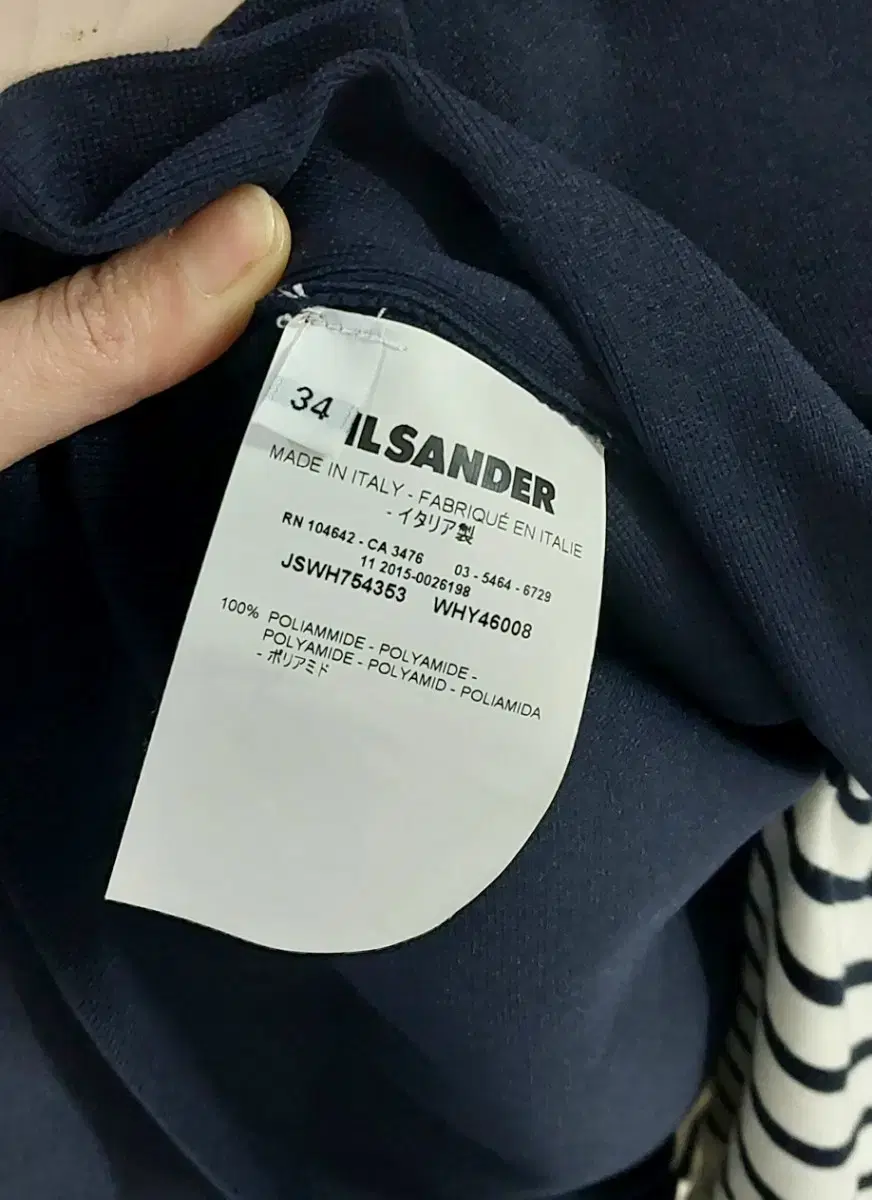 34
ILSANDER
MADE IN ITALY - FABRIQUÉ EN ITALIE
- イタリア製
RN 104642 - CA 3476 03 - 5464 - 6729
11 2015-0026198
JSWH754353 WHY46008
100% POLIAMMIDE - POLYAMIDE -
POLYAMIDE - POLYAMID - POLIAMIDA
- ポリアミド